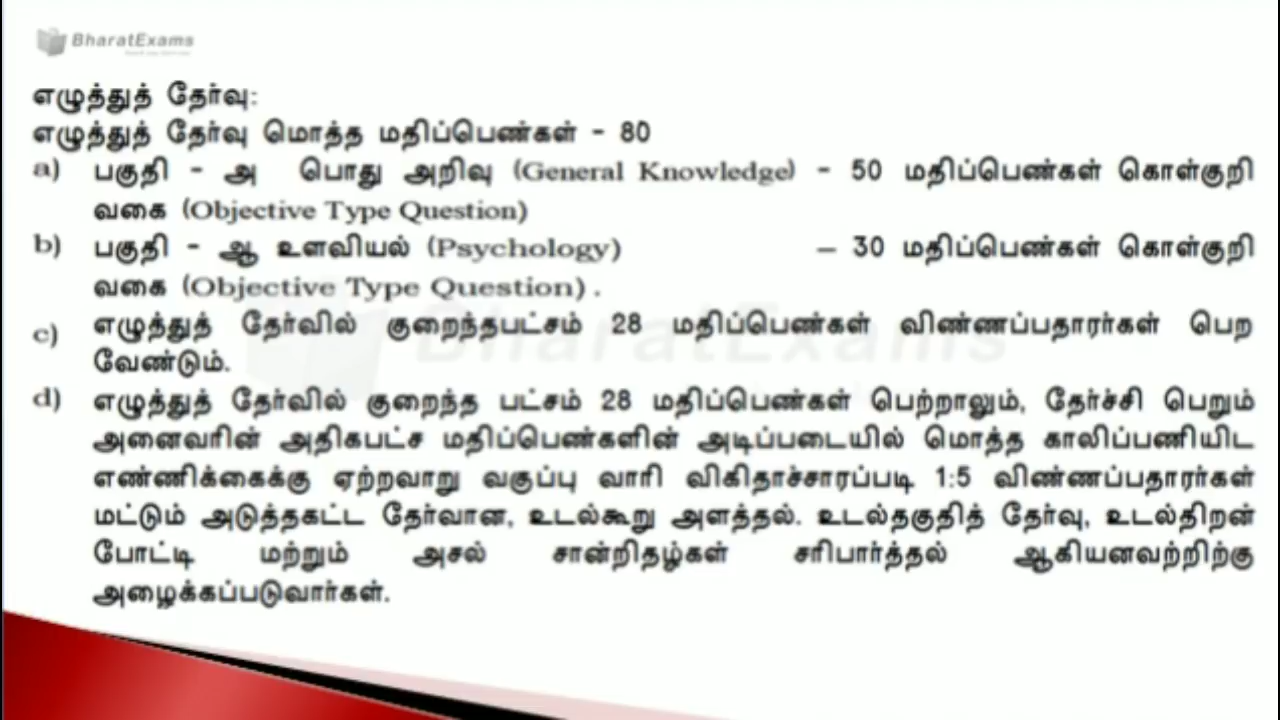 BharatExams
எழுத்துத் தேர்வு:
எழுத்துத் தேர்வு மொத்த மதிப்பெண்கள் - 80
a) பகுதி - அ பொது அறிவு (General Knowledge) - 50 மதிப்பெண்கள் கொள்குறி
வகை (Objective Type Question)
b) பகுதி - ஆ உளவியல் (Psychology) – 30 மதிப்பெண்கள் கொள்குறி
வகை (Objective Type Question) .
c) எழுத்துத் தேர்வில் குறைந்தபட்சம் 28 மதிப்பெண்கள் விண்ணப்பதாரர்கள் பெற
வேண்டும்.
d) எழுத்துத் தேர்வில் குறைந்த பட்சம் 28 மதிப்பெண்கள் பெற்றாலும், தேர்ச்சி பெறும்
அனைவரின் அதிகபட்ச மதிப்பெண்களின் அடிப்படையில் மொத்த காலிப்பணியிட
எண்ணிக்கைக்கு ஏற்றவாறு வகுப்பு வாரி விகிதாச்சாரப்படி 1:5 விண்ணப்பதாரர்கள்
மட்டும் அடுத்தகட்ட தேர்வான, உடல்கூறு அளத்தல். உடல்தகுதித் தேர்வு, உடல்திறன்
போட்டி மற்றும் அசல் சான்றிதழ்கள் சரிபார்த்தல் ஆகியனவற்றிற்கு
அழைக்கப்படுவார்கள்.
BharatExams